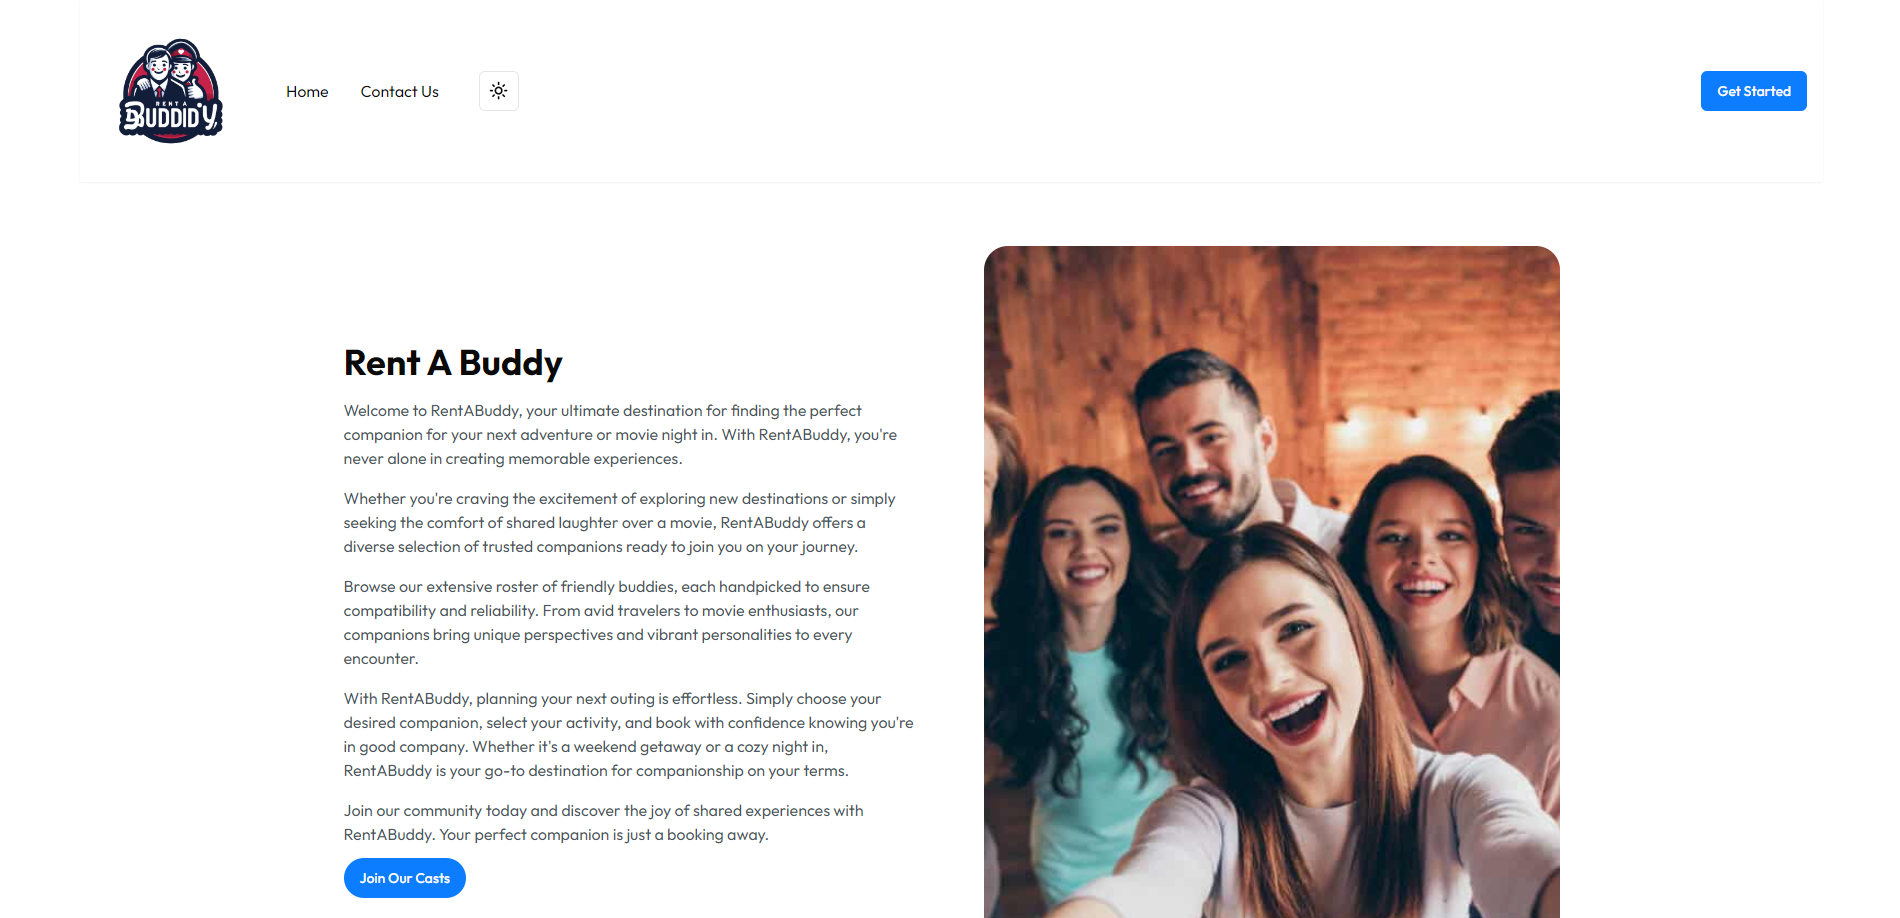 RENT A
BUDDID'Y
Home
Contact Us
Get Started
Rent A Buddy
Welcome to RentABuddy, your ultimate destination for finding the perfect
companion for your next adventure or movie night in. With RentABuddy, you're
never alone in creating memorable experiences.
Whether you're craving the excitement of exploring new destinations or simply
seeking the comfort of shared laughter over a movie, RentABuddy offers a
diverse selection of trusted companions ready to join you on your journey.
Browse our extensive roster of friendly buddies, each handpicked to ensure
compatibility and reliability. From avid travelers to movie enthusiasts, our
companions bring unique perspectives and vibrant personalities to every
encounter.
With RentABuddy, planning your next outing is effortless. Simply choose your
desired companion, select your activity, and book with confidence knowing you're
in good company. Whether it's a weekend getaway or a cozy night in,
RentABuddy is your go-to destination for companionship on your terms.
Join our community today and discover the joy of shared experiences with
RentABuddy. Your perfect companion is just a booking away.
Join Our Casts